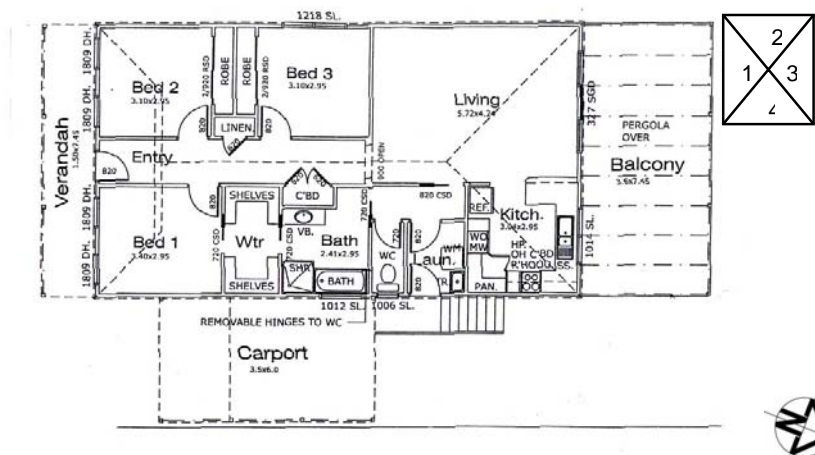 1218 SL.
1809 DH.
1809 DH.
Bed 2
3.10x2.95
2/920 RSD
ROBE
ROBE
2/920 RSD
Bed 3
3.10x2.95
Living
5.72x4.24
327 SGD
PERGOLA
OVER
Balcony
3.5x7.45
2
1
3
4
Verandah
1.50x7.45
820
LINEN
820
820
Entry
820
900 OPEN
820
820
C'BD
820 CSD
1809 DH.
1809 DH.
820
Bed 1
3.40x2.95
SHELVES
720 CSD
Wtr
SHELVES
720 CSD
VB.
Bath
2.41x2.95
SHR
BATH
720 CSD
WC
720
820
Laun.
WM
TR.
820
REF.
Kitch.
3.04x2.95
WO
MW
HP.
OH C'BD
R'HOOD
SS.
PAN.
1014 SL.
1012 SL.
1006 SL.
REMOVABLE HINGES TO WC
Carport
3.5x6.0
N